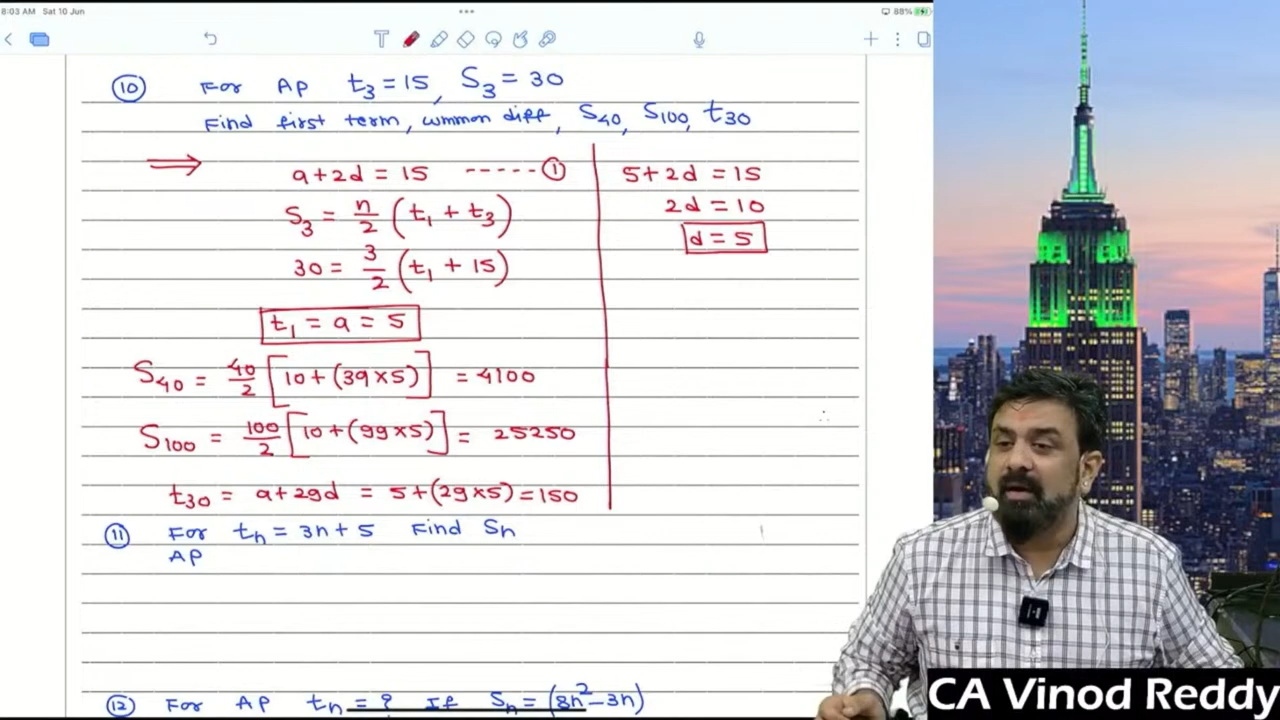 8:03 AM Sat 10 Jun
88%
T
10 For AP t₃ = 15, S₃ = 30
Find first term, common diff, S₄₀, S₁₀₀, t₃₀
⟹ a + 2d = 15 ------ ①
S₃ = n/2 (t₁ + t₃)
30 = 3/2 (t₁ + 15)
t₁ = a = 5
5 + 2d = 15
2d = 10
d = 5
S₄₀ = 40/2 [10 + (39×5)] = 4100
S₁₀₀ = 100/2 [10 + (99×5)] = 25250
t₃₀ = a + 29d = 5 + (29×5) = 150
11 For tₙ = 3n + 5 Find Sₙ
AP
12 For AP tₙ = ? If Sₙ = (8n² - 3n)
CA Vinod Reddy